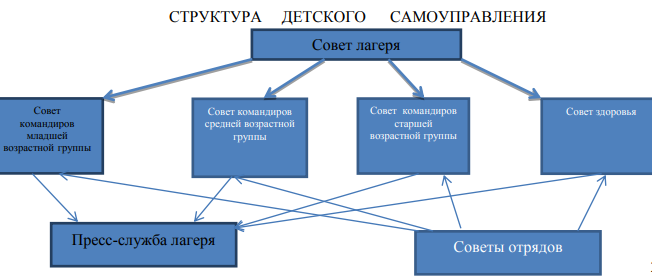 СТРУКТУРА ДЕТСКОГО САМОУПРАВЛЕНИЯ
Совет лагеря
Совет
командиров
младшей
возрастной группы
Совет командиров
средней возрастной
группы
Совет командиров
старшей
возрастной группы
Совет здоровья
Пресс-служба лагеря
Советы отрядов